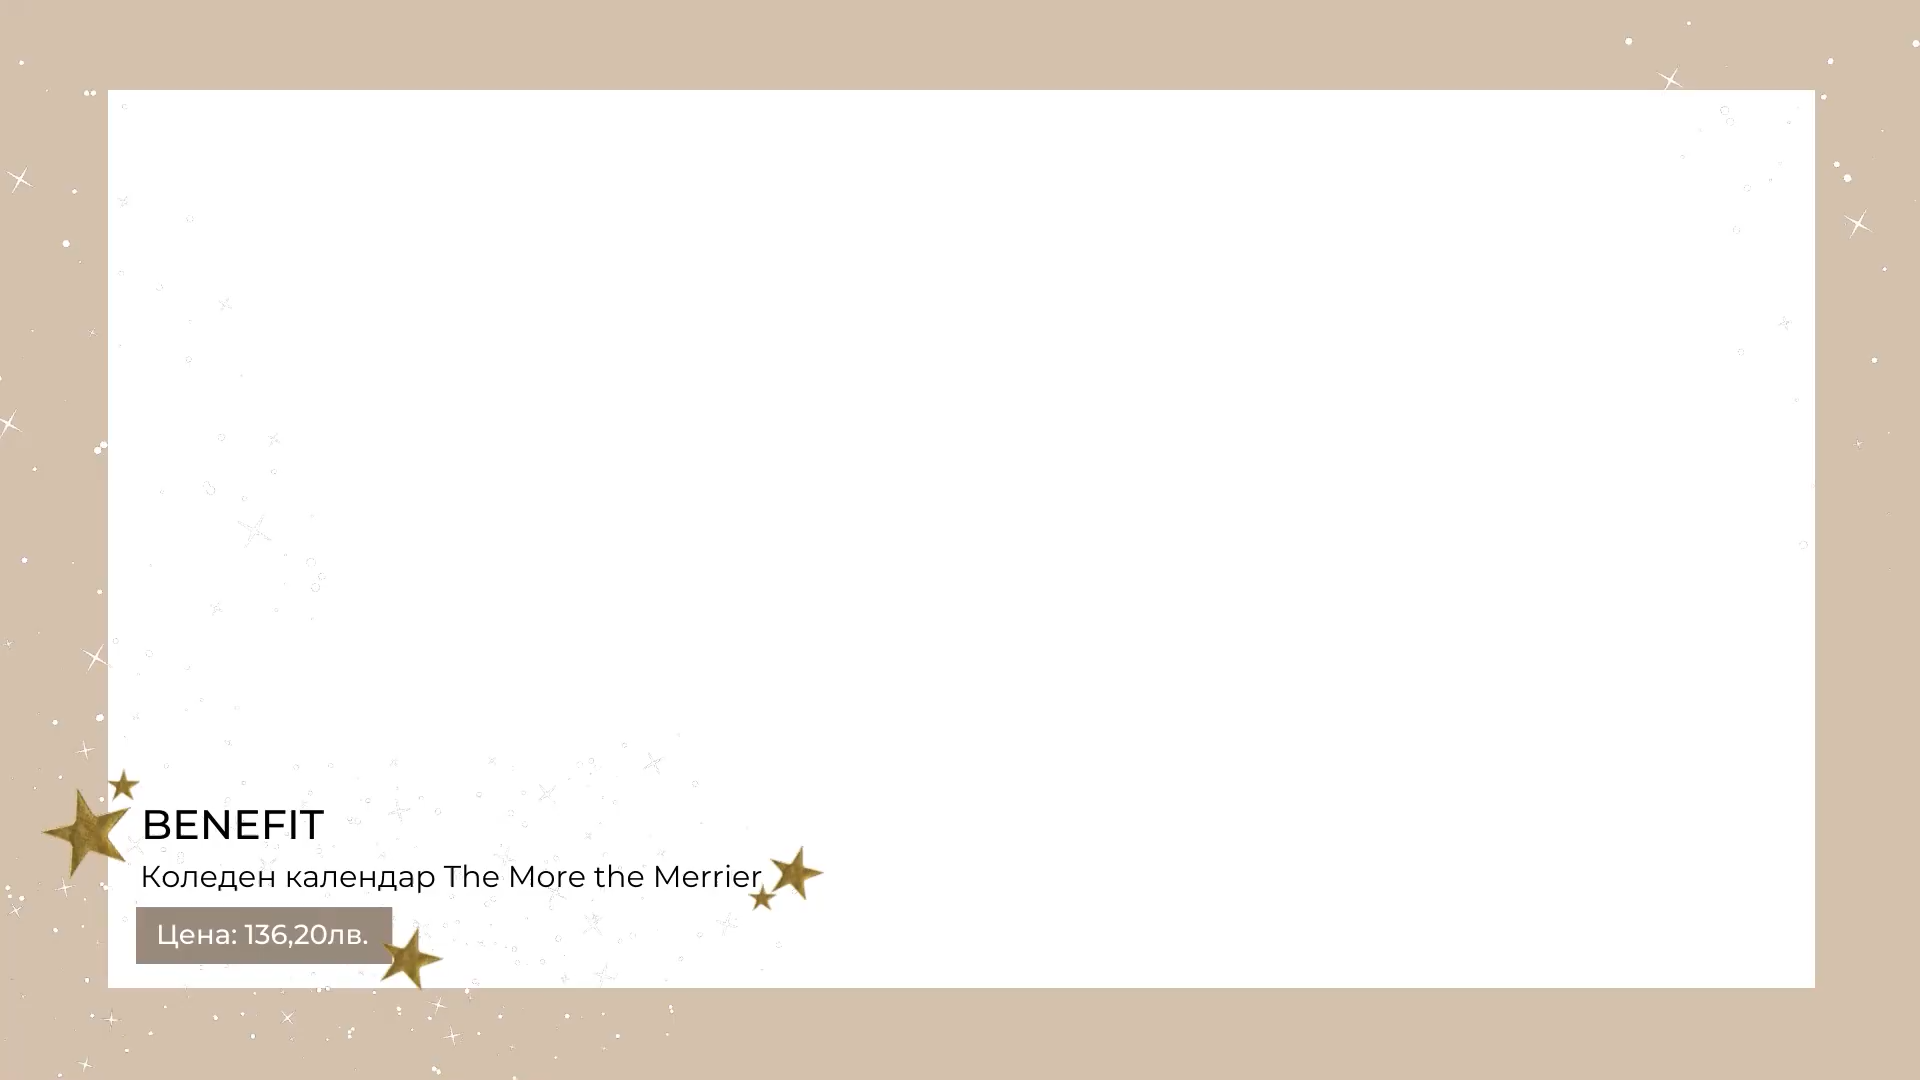 BENEFIT
Коледен календар The More the Merrier
Цена: 136,20лв.